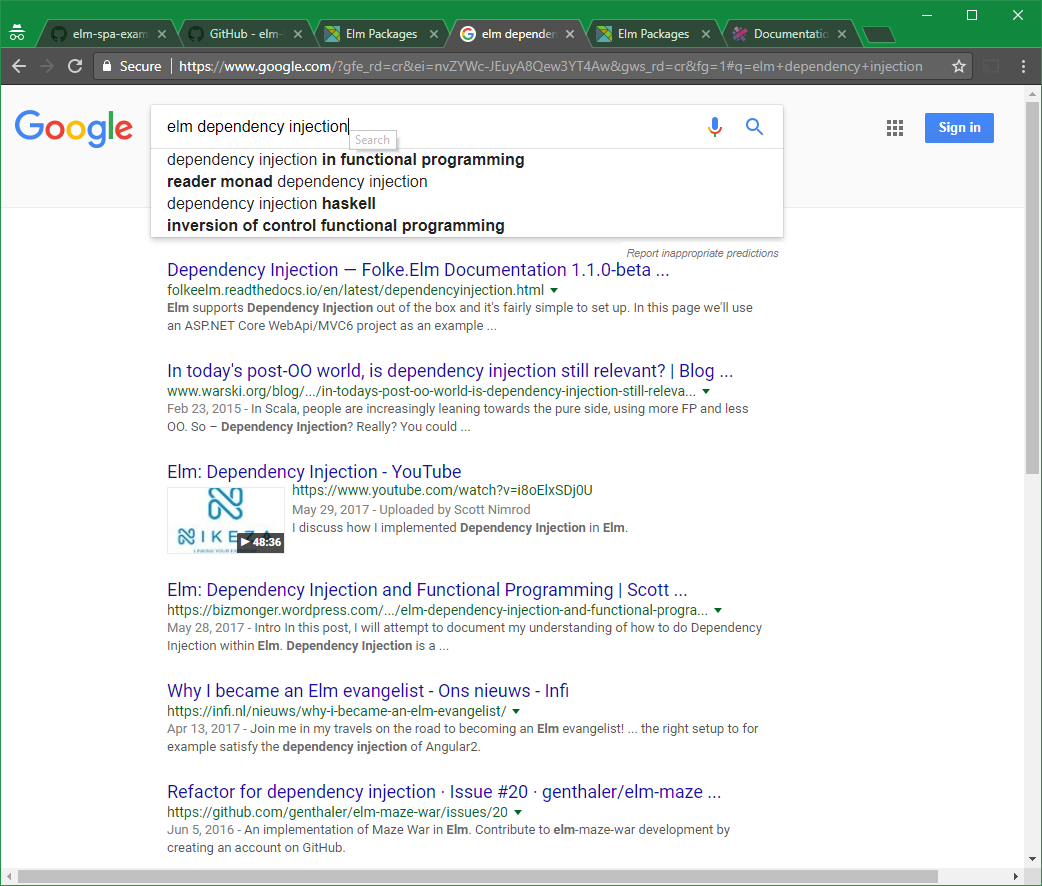 elm-spa-exam
GitHub - elm-
Elm Packages
elm depender
Elm Packages
Documentatio
Secure
https://www.google.com/?gfe_rd=cr&ei=nvZYWc-JEuyA8Qew3YT4Aw&gws_rd=cr&fg=1#q=elm+dependency+injection
Google
elm dependency injection
Search
Sign in
dependency injection in functional programming
reader monad dependency injection
dependency injection haskell
inversion of control functional programming
Report inappropriate predictions
Dependency Injection — Folke.Elm Documentation 1.1.0-beta ...
folkeelm.readthedocs.io/en/latest/dependencyinjection.html
Elm supports Dependency Injection out of the box and it's fairly simple to set up. In this page we'll use
an ASP.NET Core WebApi/MVC6 project as an example ...
In today's post-OO world, is dependency injection still relevant? | Blog ...
www.warski.org/blog/.../in-todays-post-oo-world-is-dependency-injection-still-releva...
Feb 23, 2015 - In Scala, people are increasingly leaning towards the pure side, using more FP and less
OO. So – Dependency Injection? Really? You could ...
Elm: Dependency Injection - YouTube
https://www.youtube.com/watch?v=i8oElxSDj0U
May 29, 2017 - Uploaded by Scott Nimrod
I discuss how I implemented Dependency Injection in Elm.
IKEZA
48:36
Elm: Dependency Injection and Functional Programming | Scott ...
https://bizmonger.wordpress.com/.../elm-dependency-injection-and-functional-progra...
May 28, 2017 - Intro In this post, I will attempt to document my understanding of how to do Dependency
Injection within Elm. Dependency Injection is a ...
Why I became an Elm evangelist - Ons nieuws - Infi
https://infi.nl/nieuws/why-i-became-an-elm-evangelist/
Apr 13, 2017 - Join me in my travels on the road to becoming an Elm evangelist! ... the right setup to for
example satisfy the dependency injection of Angular2.
Refactor for dependency injection · Issue #20 · genthaler/elm-maze ...
https://github.com/genthaler/elm-maze-war/issues/20
Jun 5, 2016 - An implementation of Maze War in Elm. Contribute to elm-maze-war development by
creating an account on GitHub.